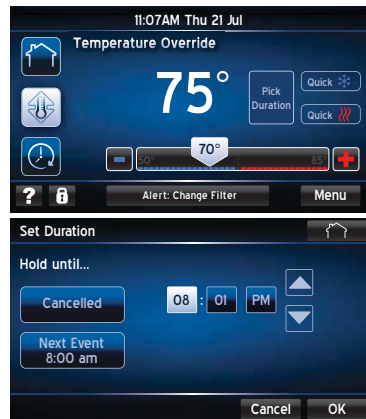 11:07AM Thu 21 Jul
Temperature Override
75°
Pick
Duration
Quick
Quick
70°
50°
85°
?
Alert: Change Filter
Menu
Set Duration
Hold until...
Cancelled
08 : 01 PM
Next Event
8:00 am
Cancel OK